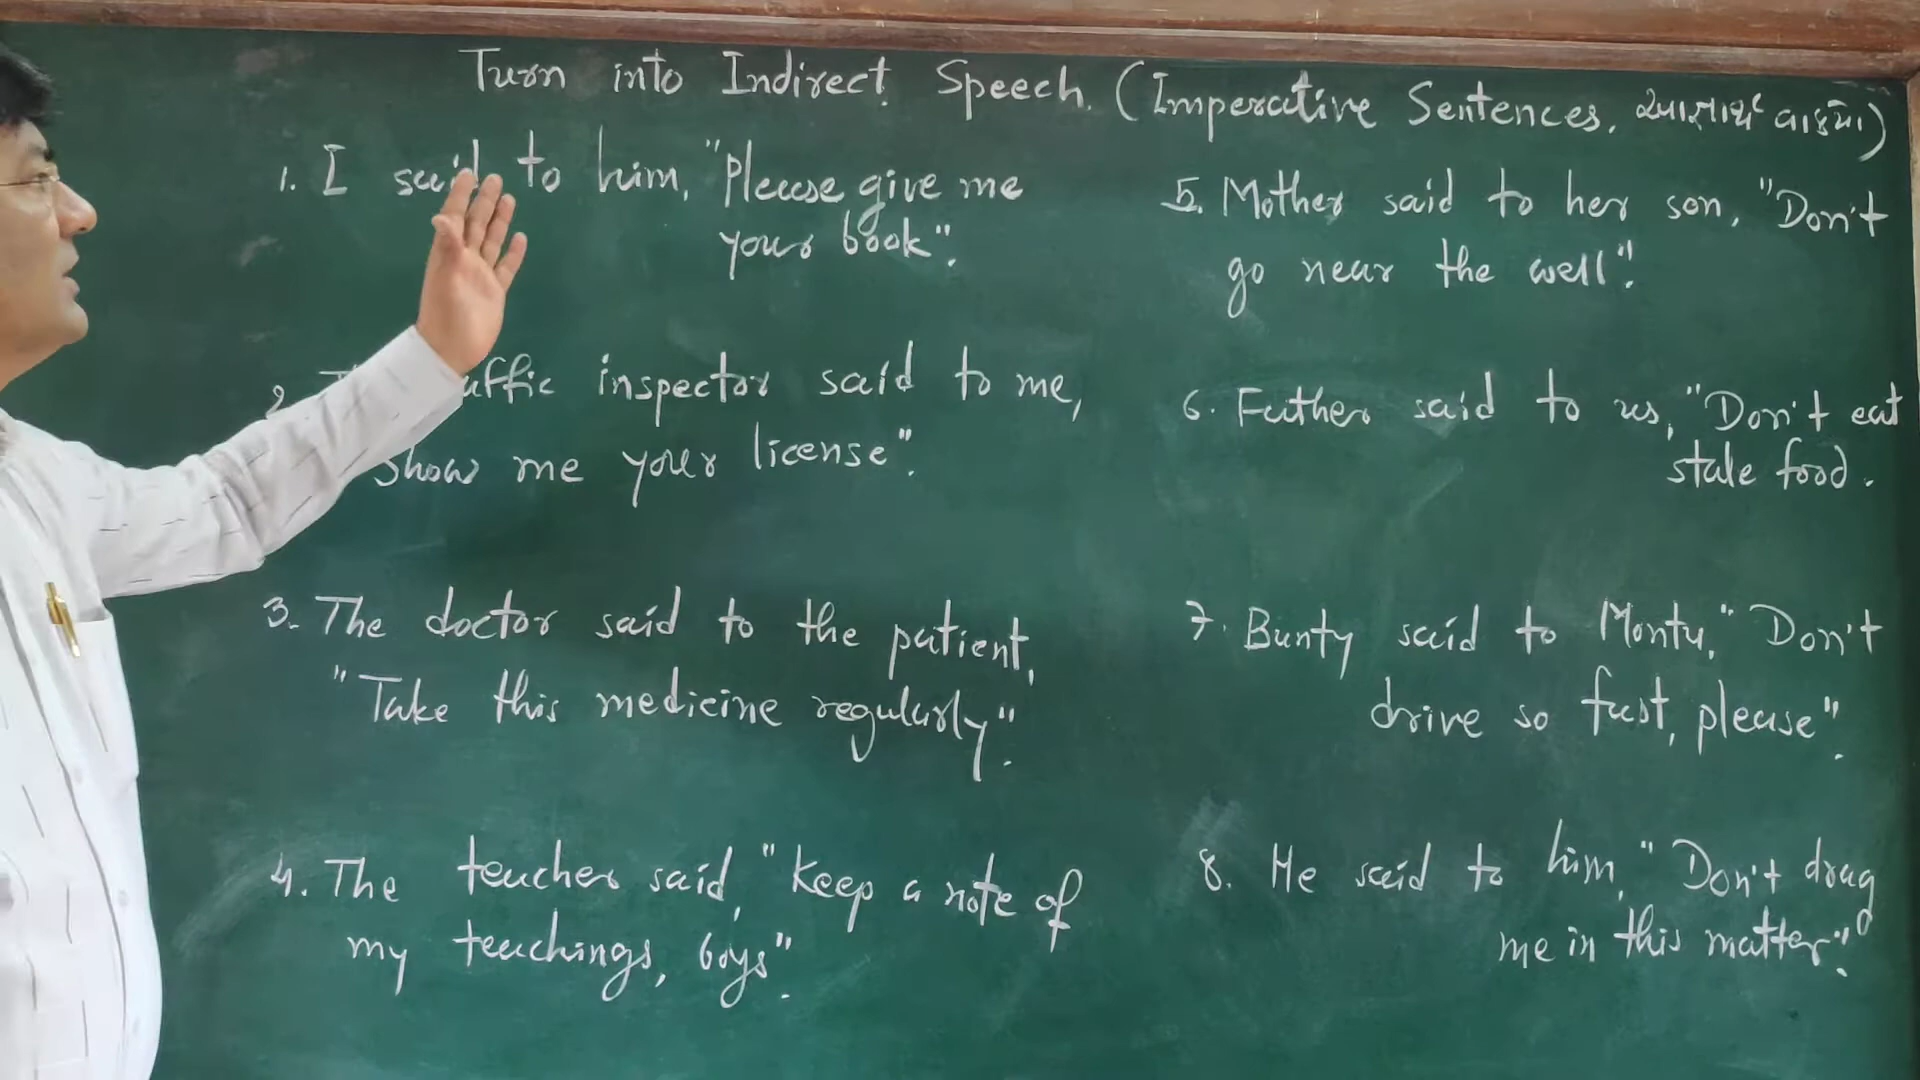 Turn into Indirect Speech. (Imperative Sentences. આજ્ઞાર્થ વાક્યો)
1. I said to him, "Please give me
your book".
2. inspector said to me,
Show me your license".
3. The doctor said to the patient,
"Take this medicine regularly".
4. The teacher said, "Keep a note of
my teachings, boys".
5. Mother said to her son, "Don't
go near the well".
6. Father said to us, "Don't eat
stale food.
7. Bunty said to Montu, "Don't
drive so fast, please".
8. He said to him, "Don't drag
me in this matter".